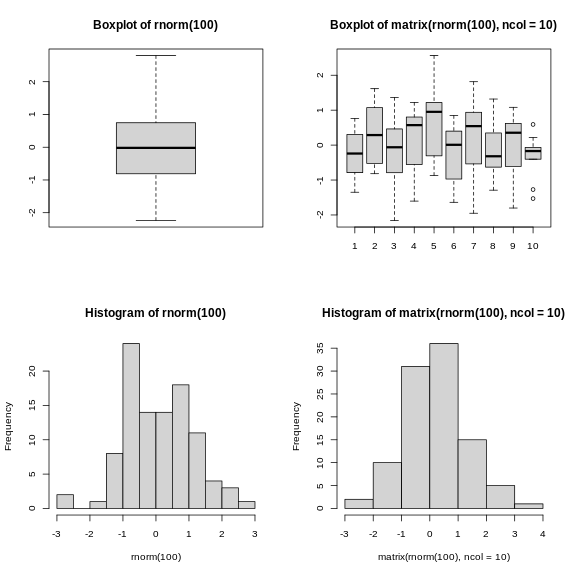 Boxplot of rnorm(100)
2
1
0
-1
-2
Boxplot of matrix(rnorm(100), ncol = 10)
2
1
0
-1
-2
1 2 3 4 5 6 7 8 9 10
Histogram of rnorm(100)
Frequency
20
15
10
5
0
-3 -2 -1 0 1 2 3
rnorm(100)
Histogram of matrix(rnorm(100), ncol = 10)
Frequency
35
30
25
20
15
10
5
0
-3 -2 -1 0 1 2 3 4
matrix(rnorm(100), ncol = 10)